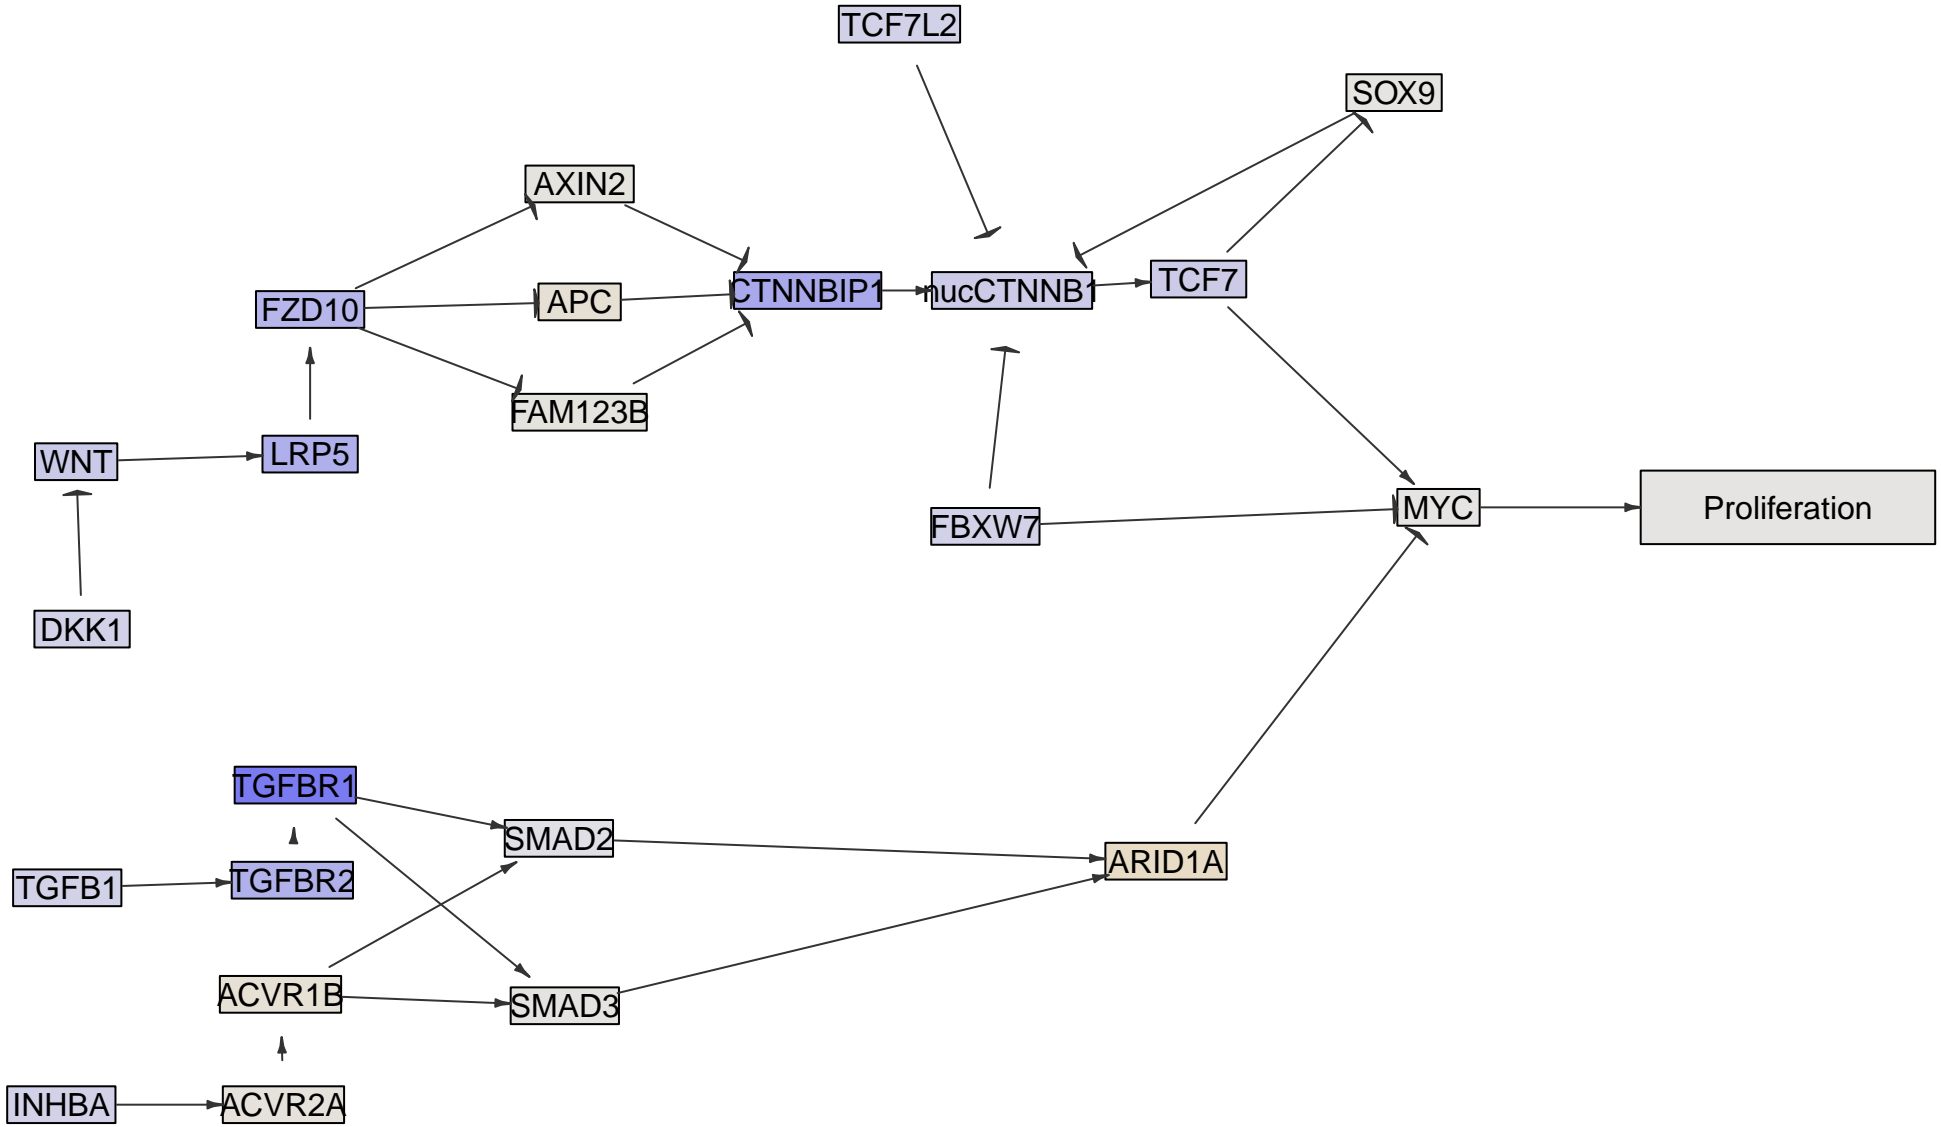 TCF7L2
SOX9
AXIN2
TCF7
CTNNBIP1
nucCTNNB1
APC
FZD10
FAM123B
LRP5
WNT
MYC
Proliferation
FBXW7
DKK1
TGFBR1
SMAD2
ARID1A
TGFBR2
TGFB1
ACVR1B
SMAD3
INHBA
ACVR2A